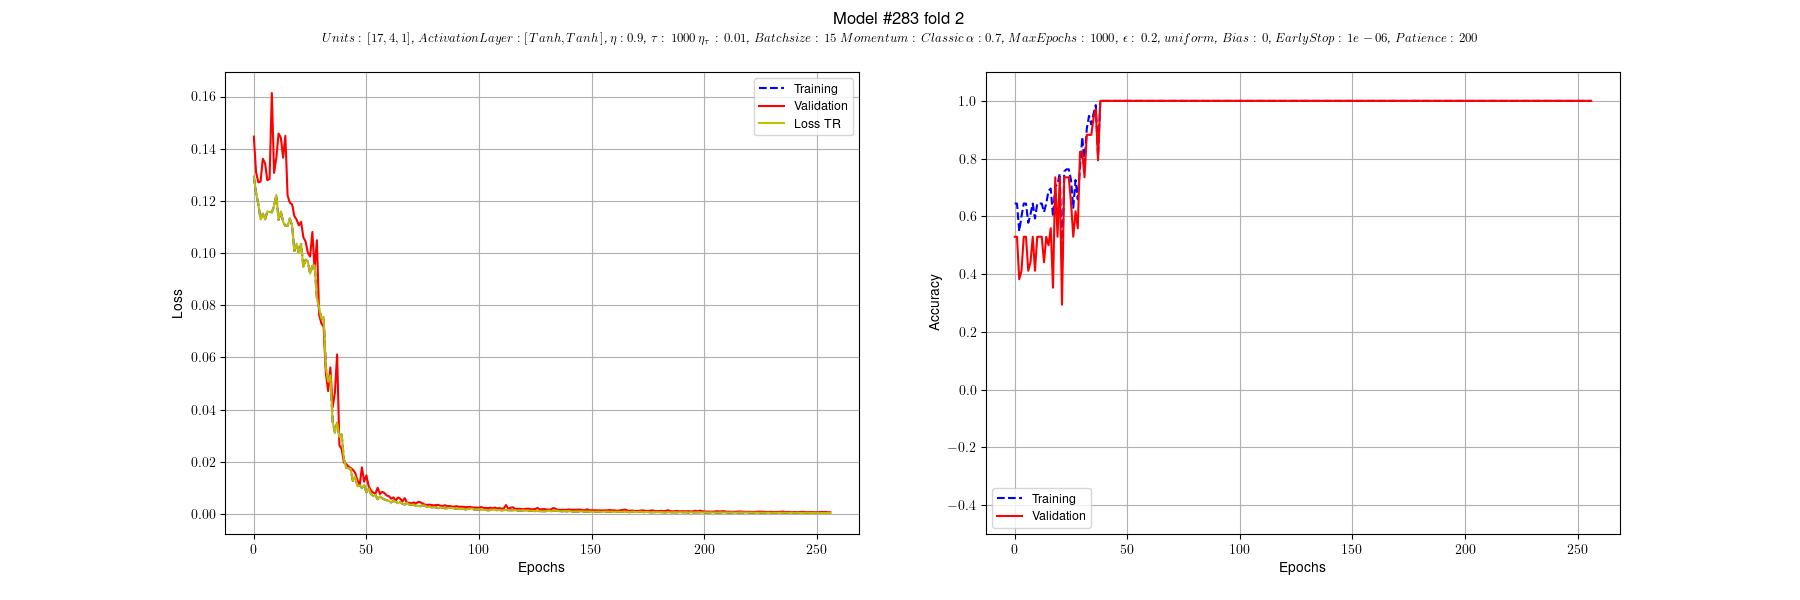 Model #283 fold 2
Units : [17, 4, 1], ActivationLayer : [Tanh, Tanh], η : 0.9, τ : 1000 ητ : 0.01, Batchsize : 15 Momentum : Classic α : 0.7, MaxEpochs : 1000, ϵ : 0.2, uniform, Bias : 0, EarlyStop : 1e − 06, Patience : 200
Training
Validation
Loss TR
0.16
0.14
0.12
0.10
0.08
0.06
0.04
0.02
0.00
Loss
0 50 100 150 200 250
Epochs
1.0
0.8
0.6
0.4
0.2
0.0
−0.2
−0.4
Accuracy
Training
Validation
0 50 100 150 200 250
Epochs